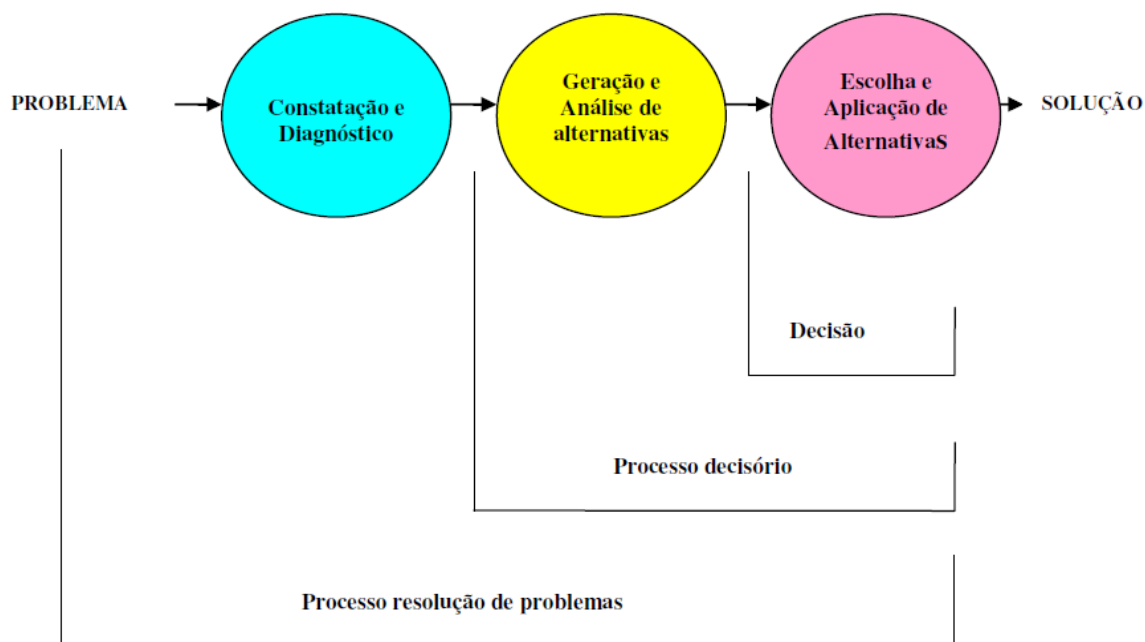 PROBLEMA
Constatação e
Diagnóstico
Geração e
Análise de
alternativas
Escolha e
Aplicação de
AlternativaS
SOLUÇÃO
Decisão
Processo decisório
Processo resolução de problemas